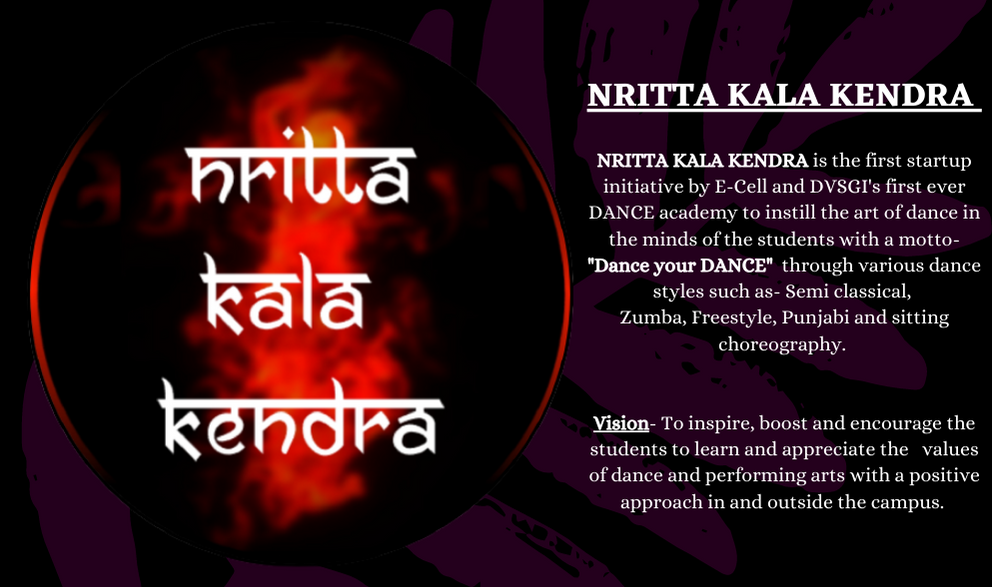 nritta
kala
kendra
NRITTA KALA KENDRA
NRITTA KALA KENDRA is the first startup
initiative by E-Cell and DVSGI's first ever
DANCE academy to instill the art of dance in
the minds of the students with a motto-
"Dance your DANCE" through various dance
styles such as- Semi classical,
Zumba, Freestyle, Punjabi and sitting
choreography.
Vision- To inspire, boost and encourage the
students to learn and appreciate the values
of dance and performing arts with a positive
approach in and outside the campus.